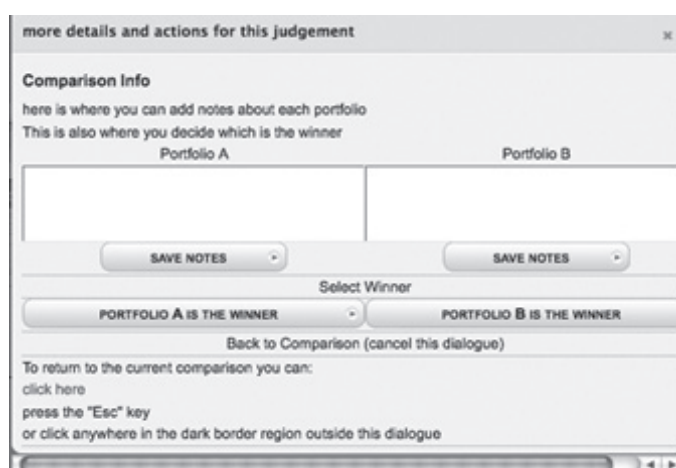 more details and actions for this judgement
Comparison Info
here is where you can add notes about each portfolio
This is also where you decide which is the winner
Portfolio A Portfolio B
SAVE NOTES SAVE NOTES
Select Winner
PORTFOLIO A IS THE WINNER PORTFOLIO B IS THE WINNER
Back to Comparison (cancel this dialogue)
To return to the current comparison you can:
click here
press the "Esc" key
or click anywhere in the dark border region outside this dialogue